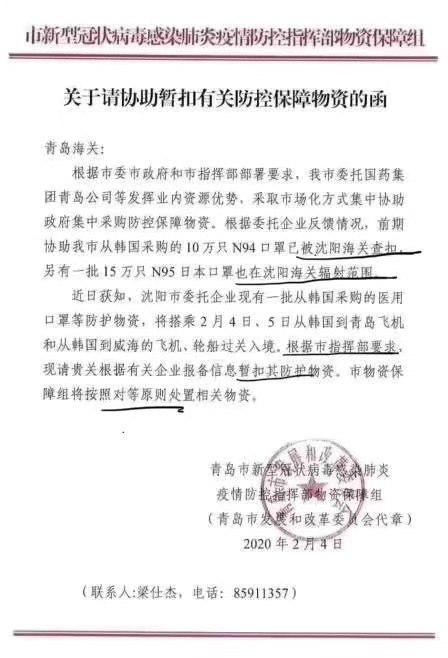 市新型冠状病毒感染肺炎疫情防控指挥部物资保障组
关于请协助暂扣有关防控保障物资的函
青岛海关：
根据市委市政府和市指挥部部署要求，我市委托国药集
团青岛公司等发挥业内资源优势，采取市场化方式集中协助
政府集中采购防控保障物资。根据委托企业反馈情况，前期
协助我市从韩国采购的 10 万只 N94 口罩已被沈阳海关查扣，
另有一批 15 万只 N95 日本口罩也在沈阳海关辐射范围。
近日获知，沈阳市委托企业现有一批从韩国采购的医用
口罩等防护物资，将搭乘 2 月 4 日、5 日从韩国到青岛飞机
和从韩国到威海的飞机、轮船过关入境。根据市指挥部要求，
现请贵关根据有关企业报备信息暂扣其防护物资。市物资保
障组将按照对等原则处置相关物资。
青岛市新型冠状病毒感染肺炎
疫情防控指挥部物资保障组
（青岛市发展和改革委员会代章）
2020 年 2 月 4 日
（联系人:梁仕杰，电话：85911357）